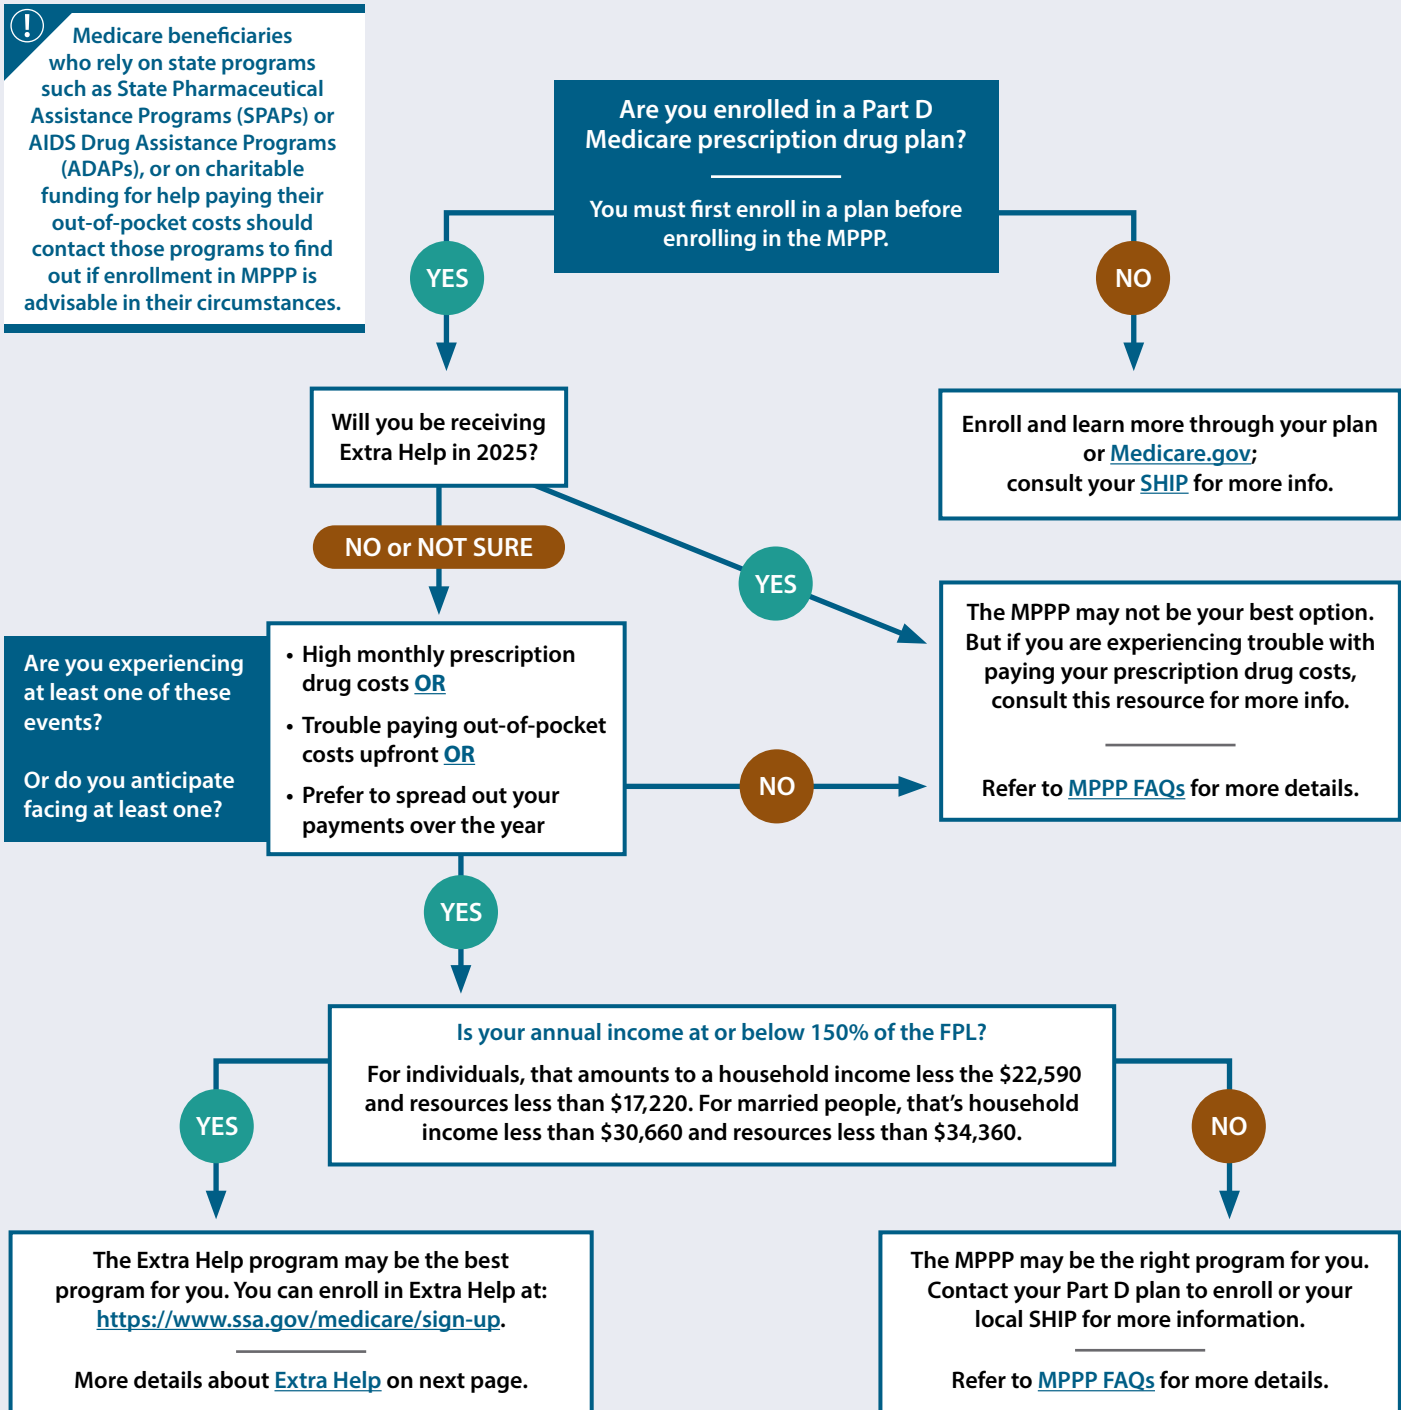 !
Medicare beneficiaries
who rely on state programs
such as State Pharmaceutical
Assistance Programs (SPAPs) or
AIDS Drug Assistance Programs
(ADAPs), or on charitable
funding for help paying their
out-of-pocket costs should
contact those programs to find
out if enrollment in MPPP is
advisable in their circumstances.
Are you enrolled in a Part D
Medicare prescription drug plan?
You must first enroll in a plan before
enrolling in the MPPP.
YES
NO
Will you be receiving
Extra Help in 2025?
Enroll and learn more through your plan
or Medicare.gov;
consult your SHIP for more info.
NO or NOT SURE
YES
The MPPP may not be your best option.
But if you are experiencing trouble with
paying your prescription drug costs,
consult this resource for more info.
Refer to MPPP FAQs for more details.
Are you experiencing
at least one of these
events?
Or do you anticipate
facing at least one?
• High monthly prescription
drug costs OR
• Trouble paying out-of-pocket
costs upfront OR
• Prefer to spread out your
payments over the year
NO
YES
Is your annual income at or below 150% of the FPL?
For individuals, that amounts to a household income less the $22,590
and resources less than $17,220. For married people, that’s household
income less than $30,660 and resources less than $34,360.
YES
NO
The Extra Help program may be the best
program for you. You can enroll in Extra Help at:
https://www.ssa.gov/medicare/sign-up.
More details about Extra Help on next page.
The MPPP may be the right program for you.
Contact your Part D plan to enroll or your
local SHIP for more information.
Refer to MPPP FAQs for more details.